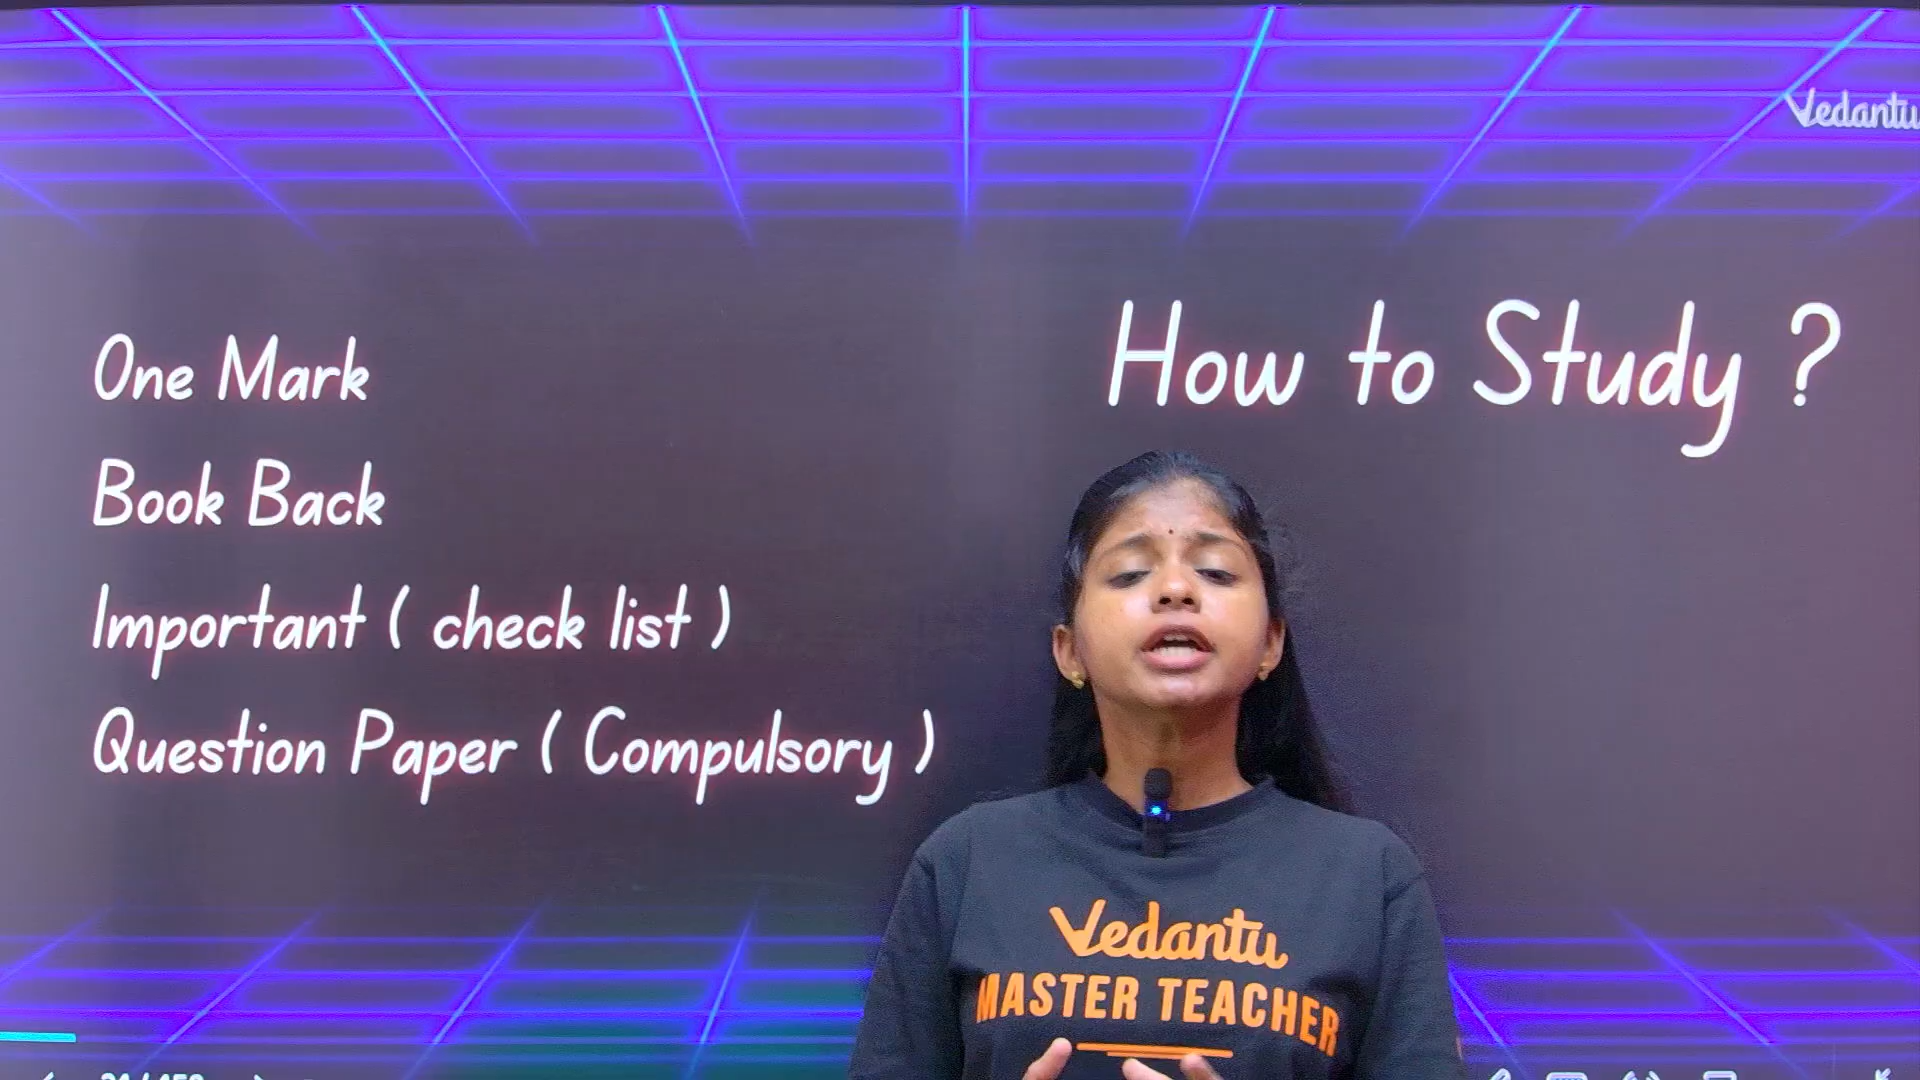 Vedantu
How to Study ?
One Mark
Book Back
Important ( check list )
Question Paper ( Compulsory )
Vedantu
MASTER TEACHER